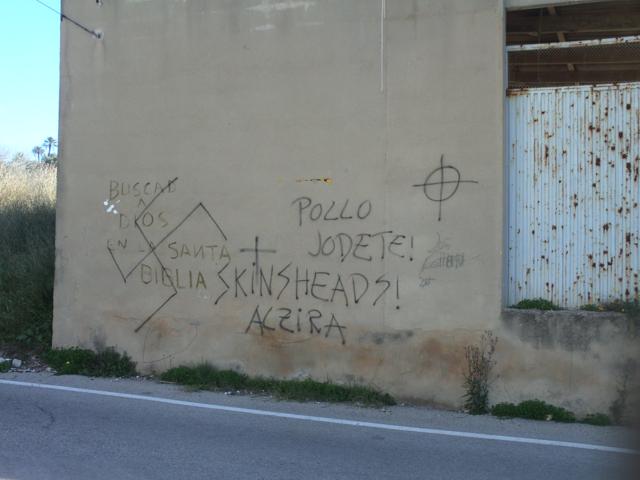 BUSCAD
A
DIOS
EN LA SANTA
BIBLIA
POLLO
JODETE!
SKINSHEADS!
ALZIRA